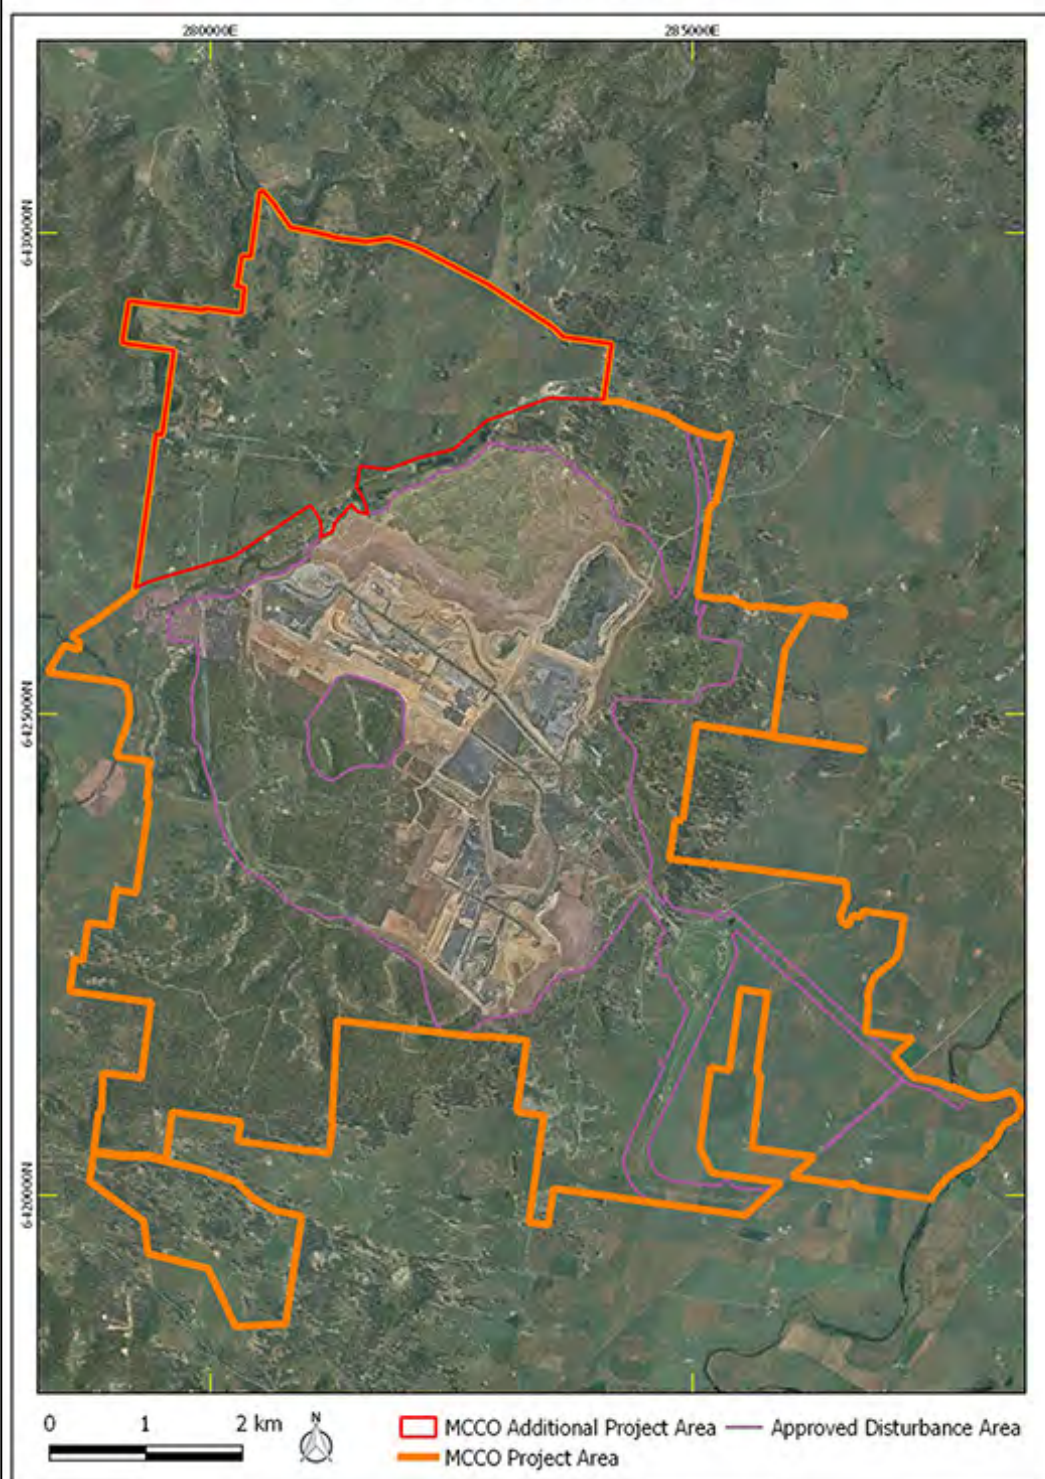 280000E
285000E
6430000N
6425000N
6420000N
0 1 2 km
N
MCCO Additional Project Area
Approved Disturbance Area
MCCO Project Area